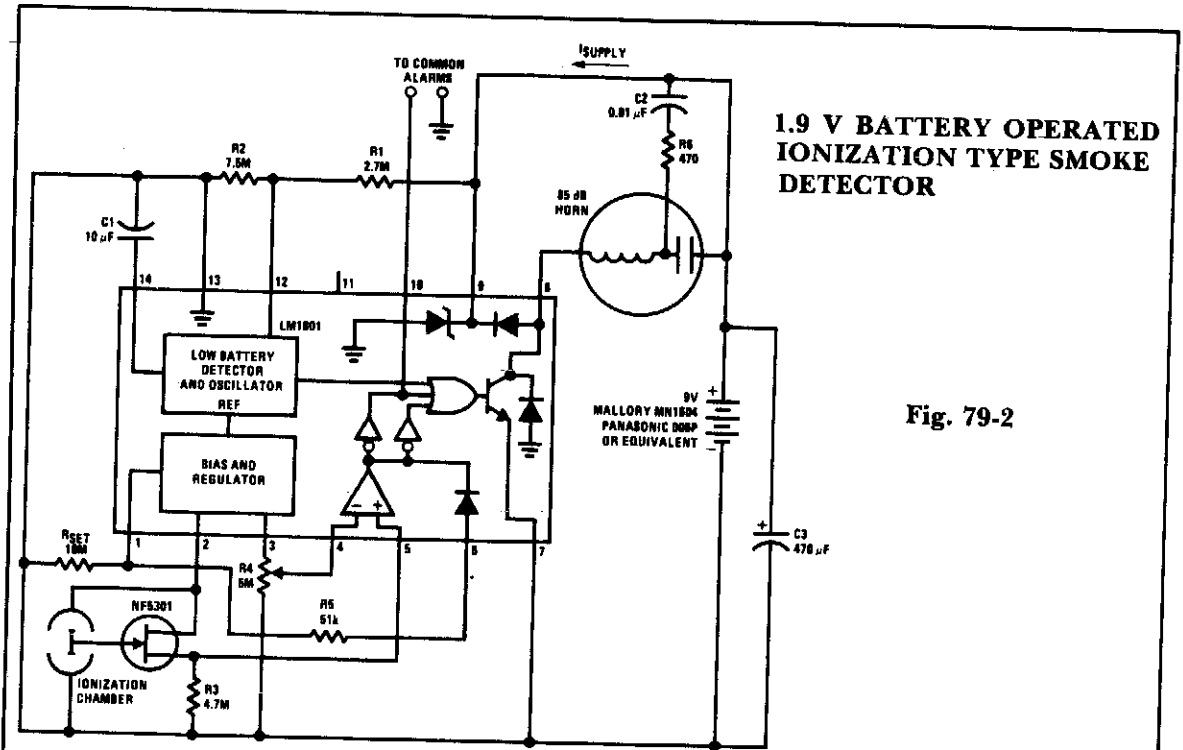 1.9 V BATTERY OPERATED
IONIZATION TYPE SMOKE
DETECTOR
Fig. 79-2
ISUPPLY
TO COMMON
ALARMS
C2
0.01 µF
R6
470
R2
7.5M
R1
2.7M
85 dB
HORN
C1
10 µF
14
13
12
11
10
9
8
LM1801
LOW BATTERY
DETECTOR
AND OSCILLATOR
REF
BIAS AND
REGULATOR
9V
MALLORY MN1604
PANASONIC 006P
OR EQUIVALENT
+
-
- +
RSET
10M
1
2
3
4
5
6
7
R4
5M
C3
470 µF
+
NF5301
R5
51k
IONIZATION
CHAMBER
R3
4.7M